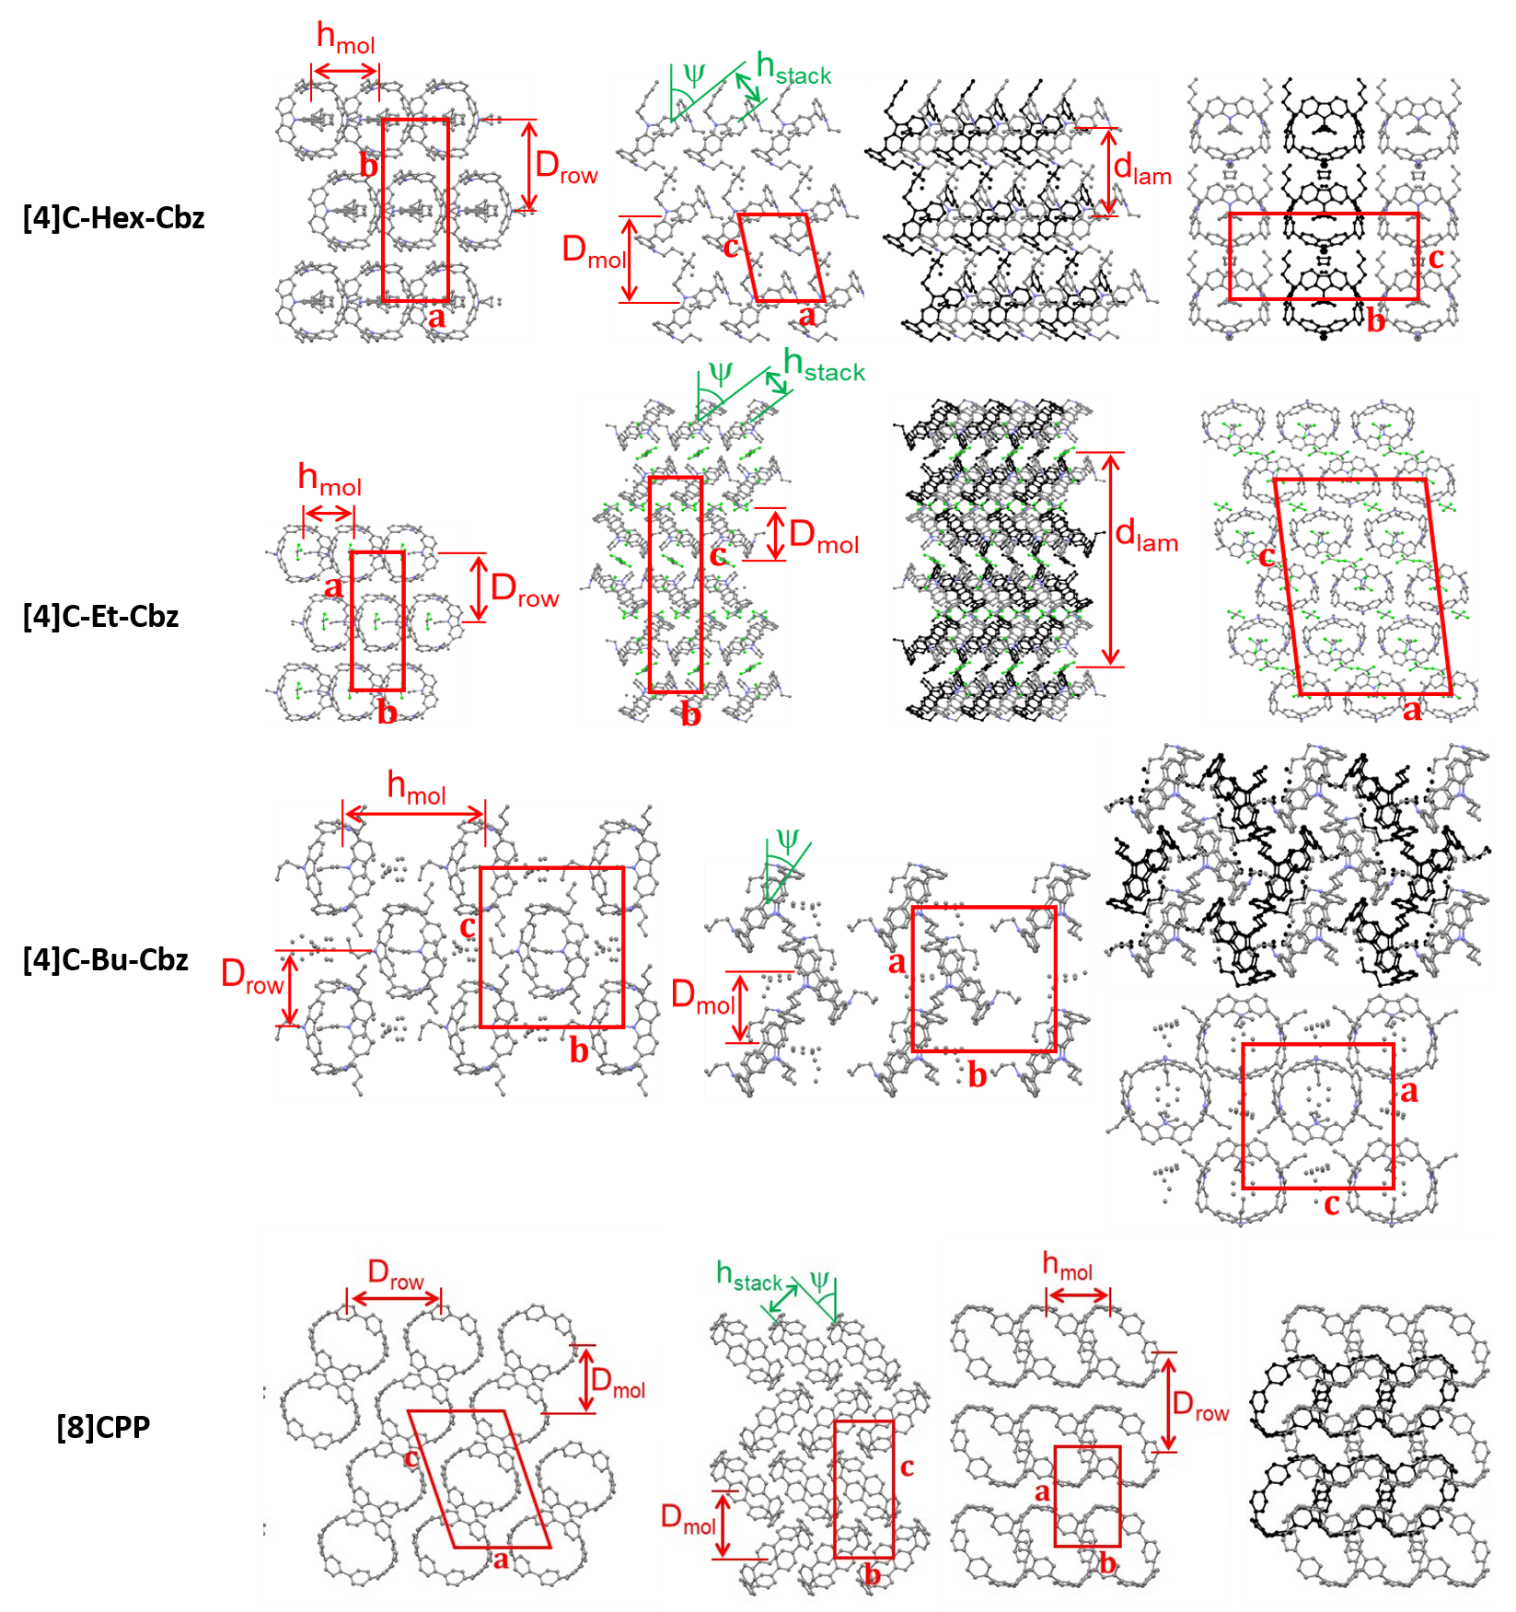 [4]C-Hex-Cbz
hmol
b
a
Drow
ψ
hstack
Dmol
c
a
dlam
c
b
[4]C-Et-Cbz
hmol
a
b
Drow
ψ
hstack
c
b
Dmol
dlam
c
a
[4]C-Bu-Cbz
hmol
c
Drow
b
ψ
a
Dmol
b
a
c
[8]CPP
Drow
Dmol
c
a
hstack
ψ
c
Dmol
b
hmol
Drow
a
b